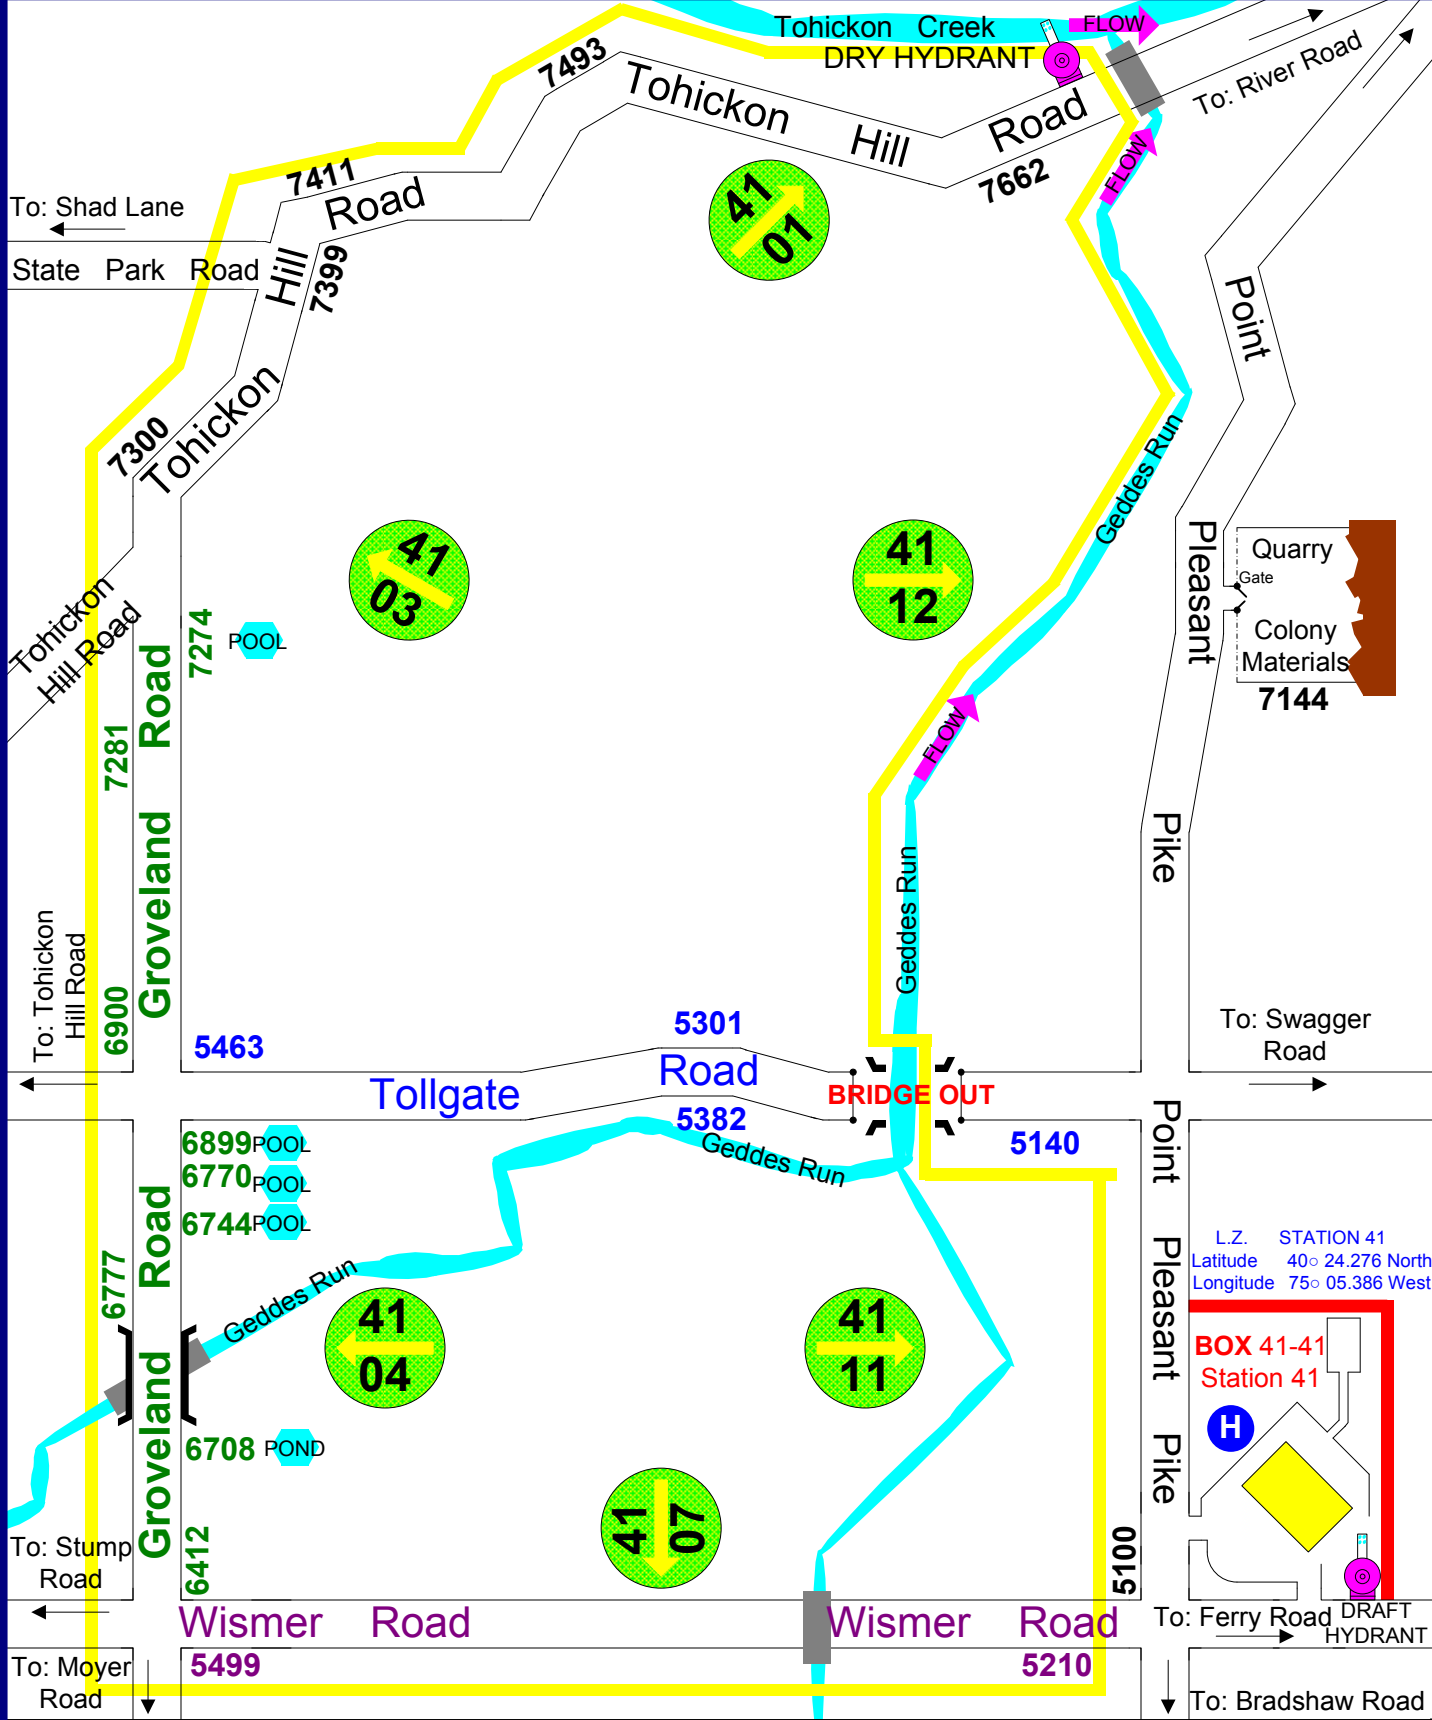 Tohickon Creek
FLOW
DRY HYDRANT
7493
Tohickon Hill Road
To: River Road
7411
Road
7662
FLOW
To: Shad Lane
State Park Road
Hill
7399
41
01
Point
7300
Tohickon
Geddes Run
41
03
41
12
Pleasant
Quarry
Gate
Colony
Materials
7144
Tohickon
Hill Road
7274
POOL
Groveland Road
7281
FLOW
Pike
Geddes Run
To: Tohickon
Hill Road
6900
5463
5301
To: Swagger
Road
Tollgate Road
BRIDGE OUT
5382
Geddes Run
5140
6899 POOL
6770 POOL
6744 POOL
Point Pleasant Pike
L.Z. STATION 41
Latitude 40○ 24.276 North
Longitude 75○ 05.386 West
6777
Groveland Road
Geddes Run
41
04
41
11
BOX 41-41
Station 41
H
6708 POND
41
07
To: Stump
Road
6412
5100
Wismer Road
Wismer Road
To: Ferry Road
DRAFT
HYDRANT
To: Moyer
Road
5499
5210
To: Bradshaw Road